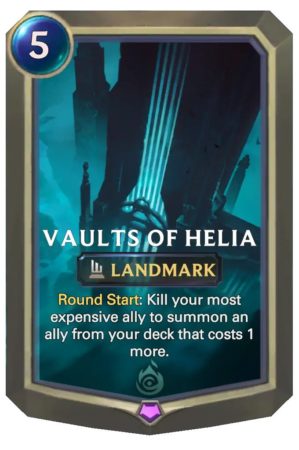 5
VAULTS OF HELIA
LANDMARK
Round Start: Kill your most
expensive ally to summon an
ally from your deck that costs 1
more.